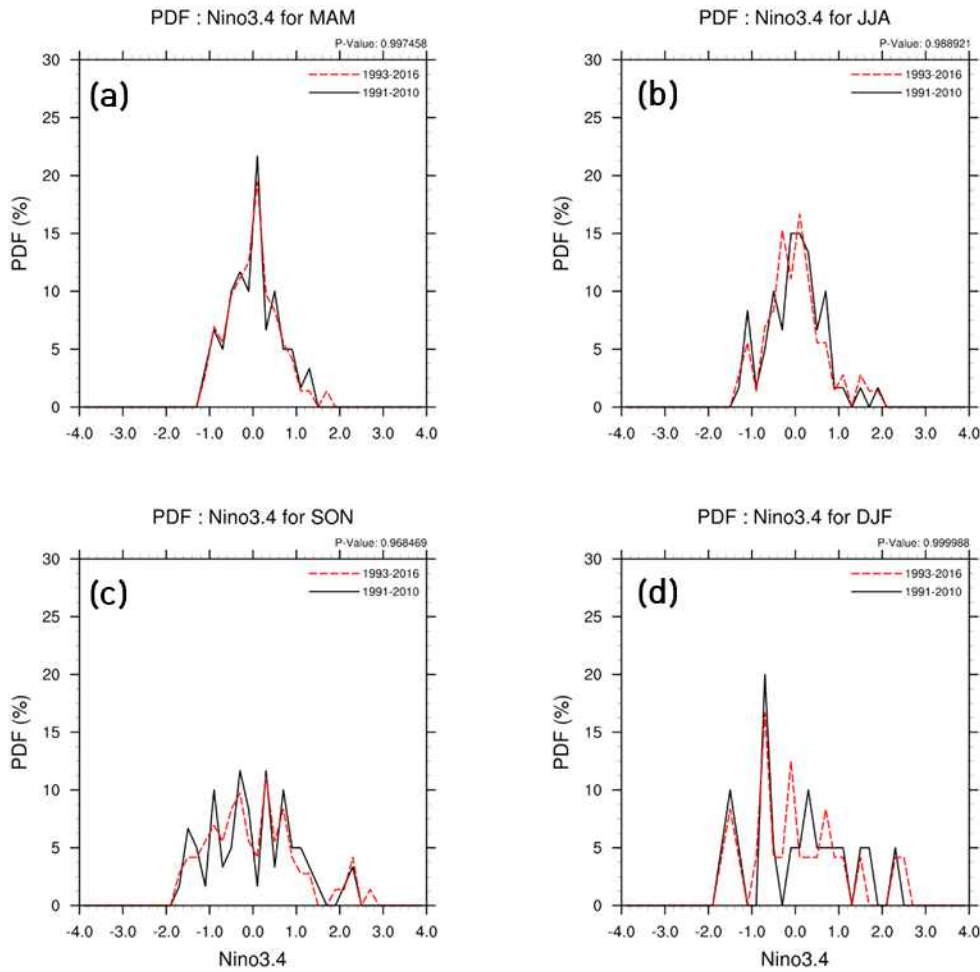 PDF : Nino3.4 for MAM
P-Value: 0.997458
(a)
1993-2016
1991-2010
30
25
20
15
10
5
0
PDF (%)
-4.0 -3.0 -2.0 -1.0 0.0 1.0 2.0 3.0 4.0
PDF : Nino3.4 for JJA
P-Value: 0.988921
(b)
1993-2016
1991-2010
30
25
20
15
10
5
0
PDF (%)
-4.0 -3.0 -2.0 -1.0 0.0 1.0 2.0 3.0 4.0
PDF : Nino3.4 for SON
P-Value: 0.968469
(c)
1993-2016
1991-2010
30
25
20
15
10
5
0
PDF (%)
-4.0 -3.0 -2.0 -1.0 0.0 1.0 2.0 3.0 4.0
Nino3.4
PDF : Nino3.4 for DJF
P-Value: 0.999988
(d)
1993-2016
1991-2010
30
25
20
15
10
5
0
PDF (%)
-4.0 -3.0 -2.0 -1.0 0.0 1.0 2.0 3.0 4.0
Nino3.4